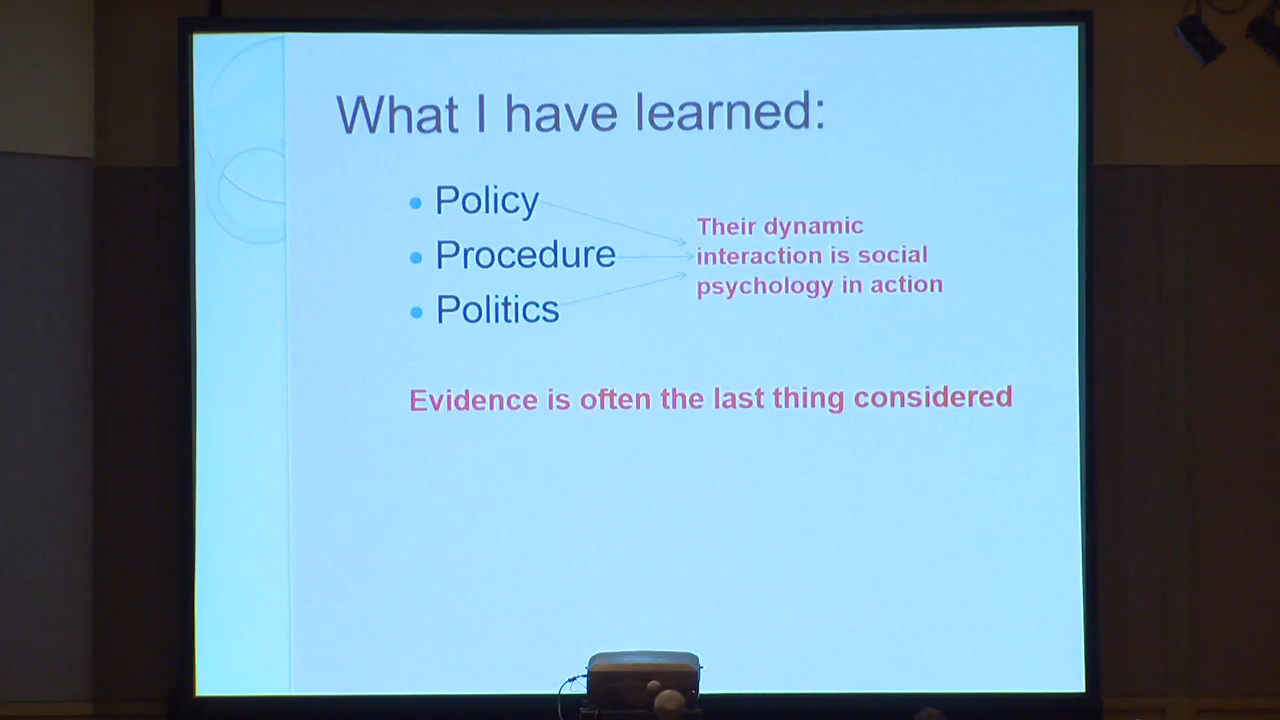 What I have learned:
• Policy
• Procedure
• Politics
Their dynamic
interaction is social
psychology in action
Evidence is often the last thing considered